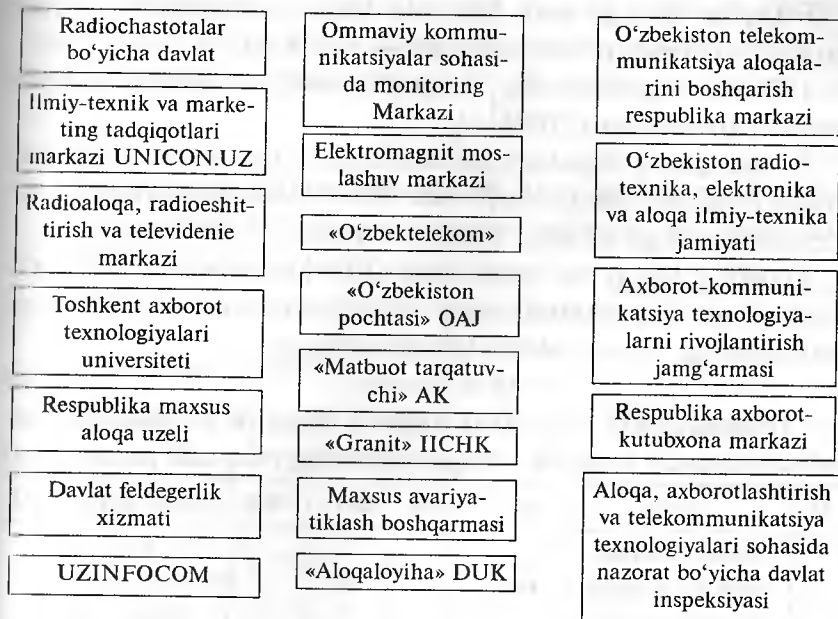 Radiochastotalar
bo‘yicha davlat
Ilmiy-texnik va marke-
ting tadqiqotlari
markazi UNICON.UZ
Radioaloqa, radioeshit-
tirish va televidenie
markazi
Toshkent axborot
texnologiyalari
universiteti
Respublika maxsus
aloqa uzeli
Davlat feldegerlik
xizmati
UZINFOCOM
Ommaviy kommu-
nikatsiyalar sohasi-
da monitoring
Markazi
Elektromagnit mos-
lashuv markazi
«O‘zbektelekom»
«O‘zbekiston
pochtasi» OAJ
«Matbuot tarqatuv-
chi» AK
«Granit» IICHK
Maxsus avariya-
tiklash boshqarmasi
«Aloqaloyiha» DUK
O‘zbekiston telekom-
munikatsiya aloqala-
rini boshqarish
respublika markazi
O‘zbekiston radio-
texnika, elektronika
va aloqa ilmiy-texnika
jamiyati
Axborot-kommuni-
katsiya texnologiya-
larni rivojlantirish
jamg‘armasi
Respublika axborot-
kutubxona markazi
Aloqa, axborotlashtirish
va telekommunikatsiya
texnologiyalari sohasida
nazorat bo‘yicha davlat
inspeksiyasi